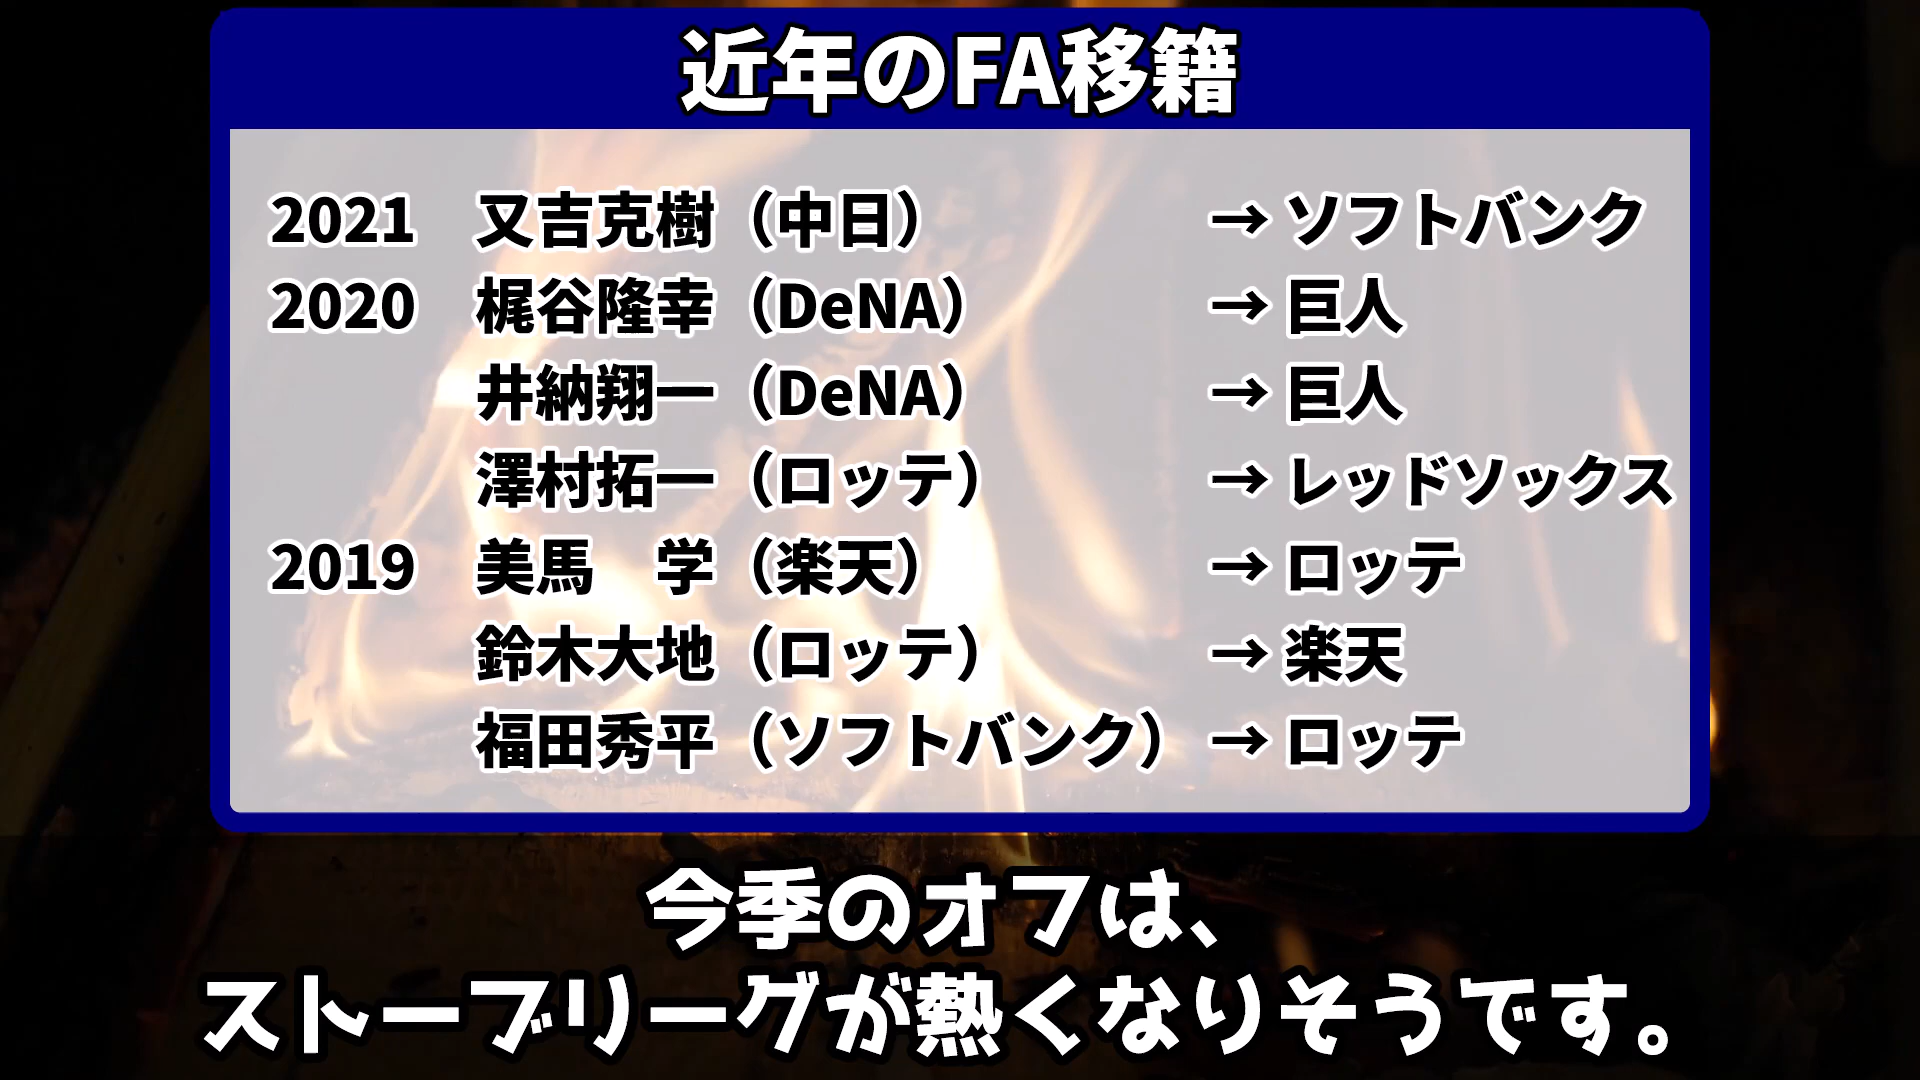 近年のFA移籍
2021 又吉克樹（中日） → ソフトバンク
2020 梶谷隆幸（DeNA） → 巨人
井納翔一（DeNA） → 巨人
澤村拓一（ロッテ） → レッドソックス
2019 美馬　学（楽天） → ロッテ
鈴木大地（ロッテ） → 楽天
福田秀平（ソフトバンク） → ロッテ
今季のオフは、
ストーブリーグが熱くなりそうです。